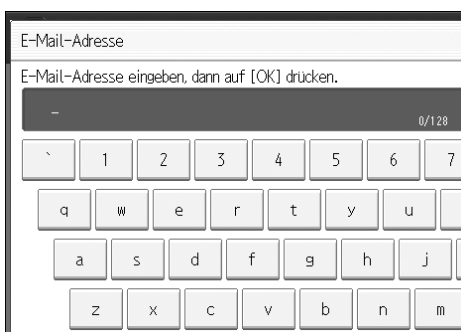 E-Mail-Adresse
E-Mail-Adresse eingeben, dann auf [OK] drücken.
_
0/128
` 1 2 3 4 5 6 7
q w e r t y u
a s d f g h j
z x c v b n m